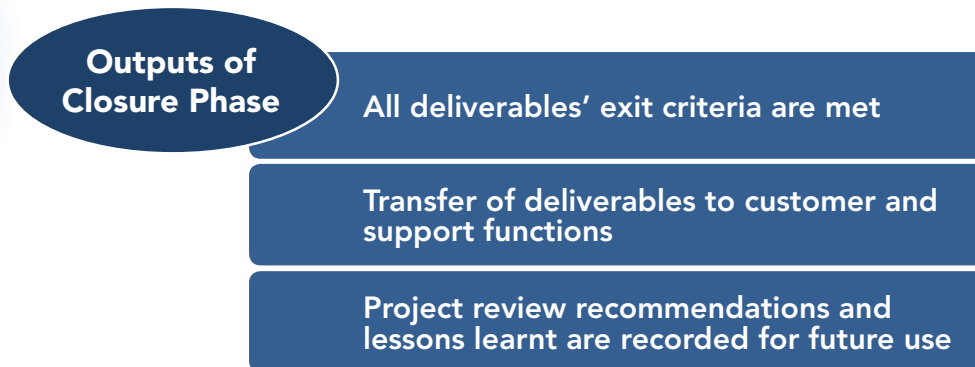 Outputs of
Closure Phase
All deliverables’ exit criteria are met
Transfer of deliverables to customer and
support functions
Project review recommendations and
lessons learnt are recorded for future use